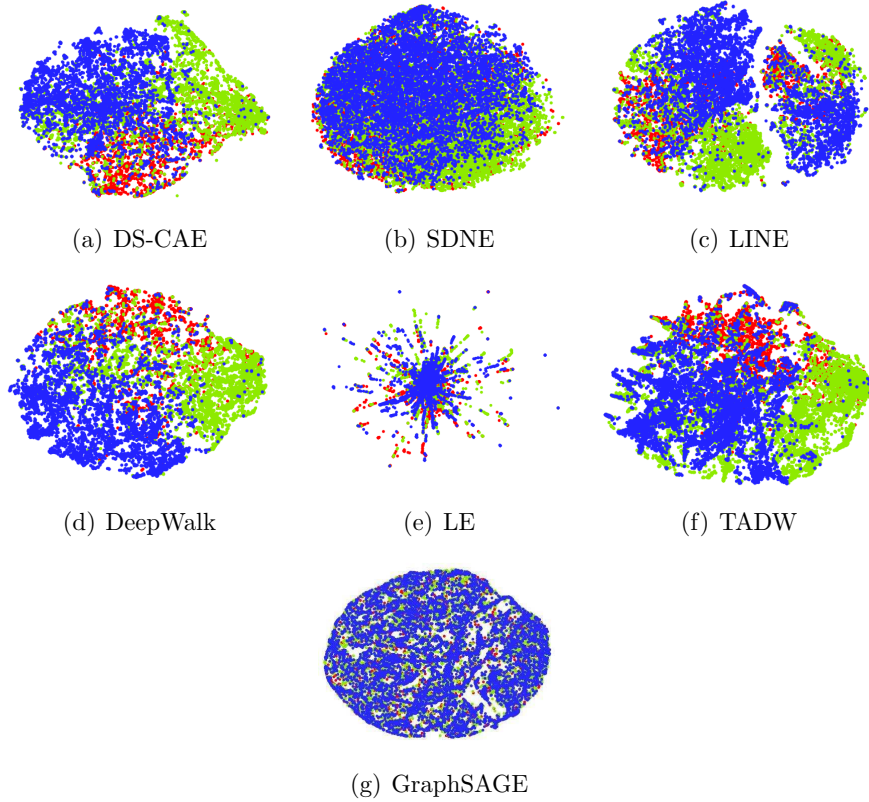 (a) DS-CAE
(b) SDNE
(c) LINE
(d) DeepWalk
(e) LE
(f) TADW
(g) GraphSAGE